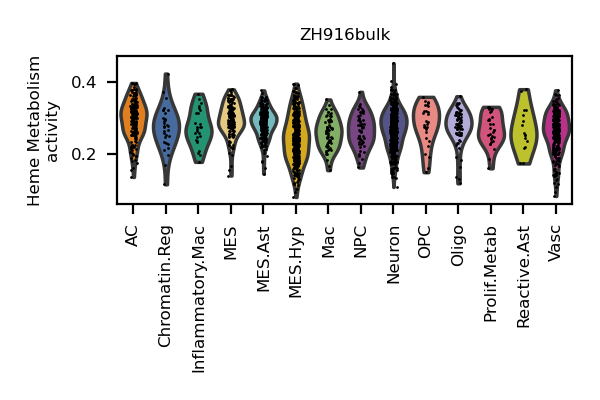 ZH916bulk
Heme Metabolism
activity
0.4
0.2
AC
Chromatin.Reg
Inflammatory.Mac
MES
MES.Ast
MES.Hyp
Mac
NPC
Neuron
OPC
Oligo
Prolif.Metab
Reactive.Ast
Vasc